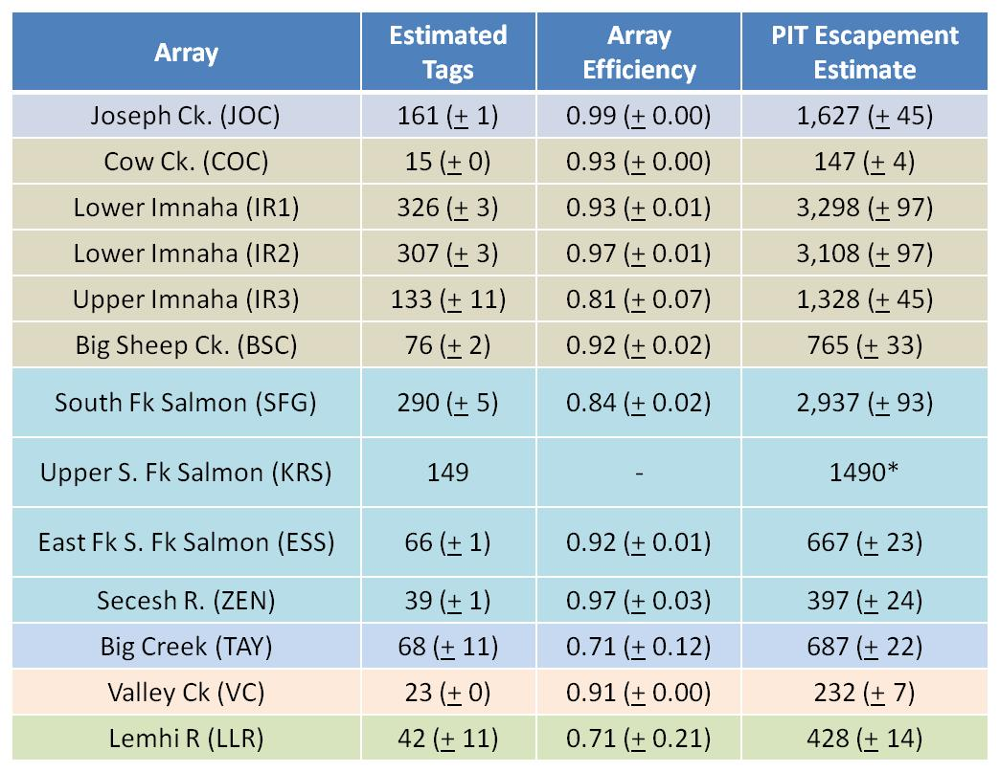 Array Estimated Tags Array Efficiency PIT Escapement Estimate
Joseph Ck. (JOC) 161 (± 1) 0.99 (± 0.00) 1,627 (± 45)
Cow Ck. (COC) 15 (± 0) 0.93 (± 0.00) 147 (± 4)
Lower Imnaha (IR1) 326 (± 3) 0.93 (± 0.01) 3,298 (± 97)
Lower Imnaha (IR2) 307 (± 3) 0.97 (± 0.01) 3,108 (± 97)
Upper Imnaha (IR3) 133 (± 11) 0.81 (± 0.07) 1,328 (± 45)
Big Sheep Ck. (BSC) 76 (± 2) 0.92 (± 0.02) 765 (± 33)
South Fk Salmon (SFG) 290 (± 5) 0.84 (± 0.02) 2,937 (± 93)
Upper S. Fk Salmon (KRS) 149 - 1490*
East Fk S. Fk Salmon (ESS) 66 (± 1) 0.92 (± 0.01) 667 (± 23)
Secesh R. (ZEN) 39 (± 1) 0.97 (± 0.03) 397 (± 24)
Big Creek (TAY) 68 (± 11) 0.71 (± 0.12) 687 (± 22)
Valley Ck (VC) 23 (± 0) 0.91 (± 0.00) 232 (± 7)
Lemhi R (LLR) 42 (± 11) 0.71 (± 0.21) 428 (± 14)